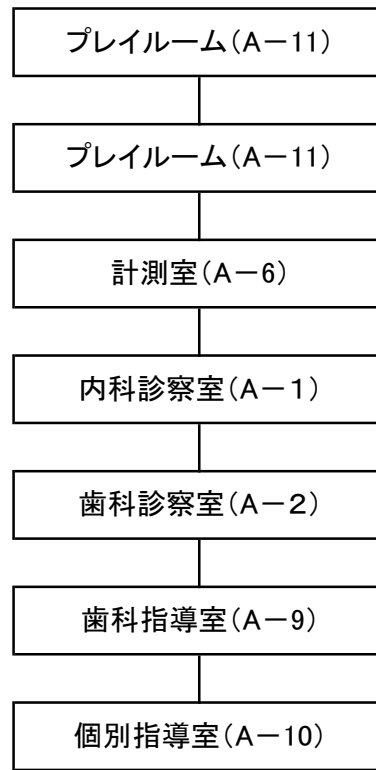 プレイルーム(A-11)
プレイルーム(A-11)
計測室(A-6)
内科診察室(A-1)
歯科診察室(A-2)
歯科指導室(A-9)
個別指導室(A-10)